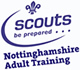 scouts
be prepared . . .
Nottinghamshire
Adult Training